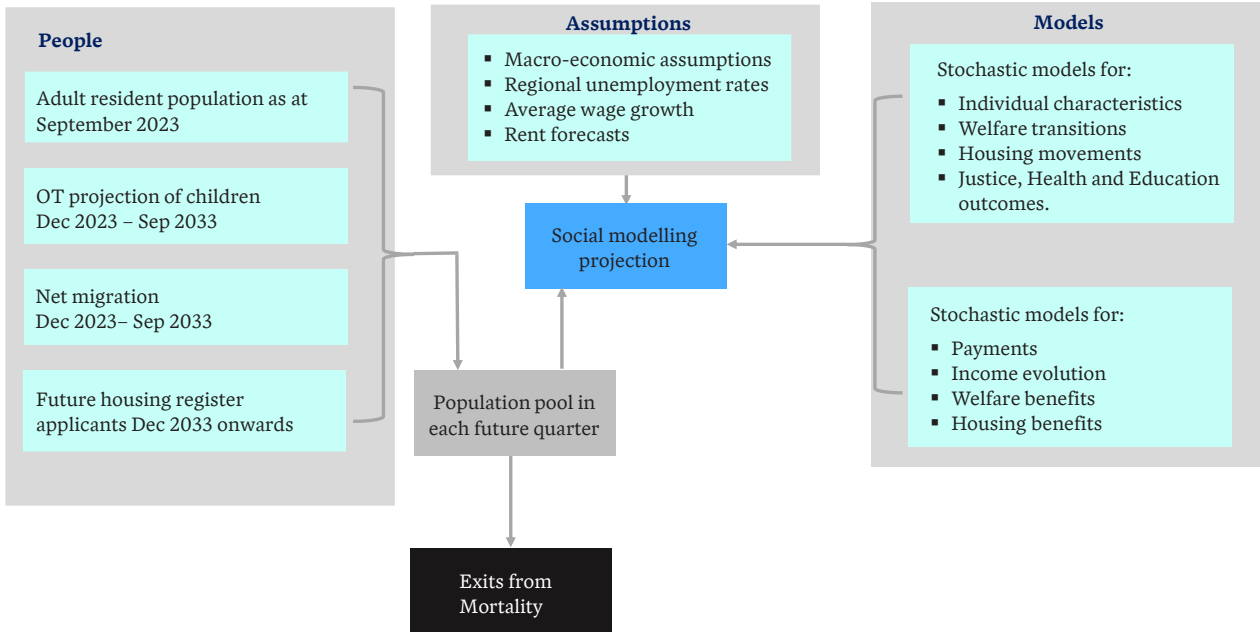 People
Adult resident population as at
September 2023
OT projection of children
Dec 2023 – Sep 2033
Net migration
Dec 2023– Sep 2033
Future housing register
applicants Dec 2033 onwards
Assumptions
▪ Macro-economic assumptions
▪ Regional unemployment rates
▪ Average wage growth
▪ Rent forecasts
Social modelling
projection
Population pool in
each future quarter
Exits from
Mortality
Models
Stochastic models for:
▪ Individual characteristics
▪ Welfare transitions
▪ Housing movements
▪ Justice, Health and Education
outcomes.
Stochastic models for:
▪ Payments
▪ Income evolution
▪ Welfare benefits
▪ Housing benefits